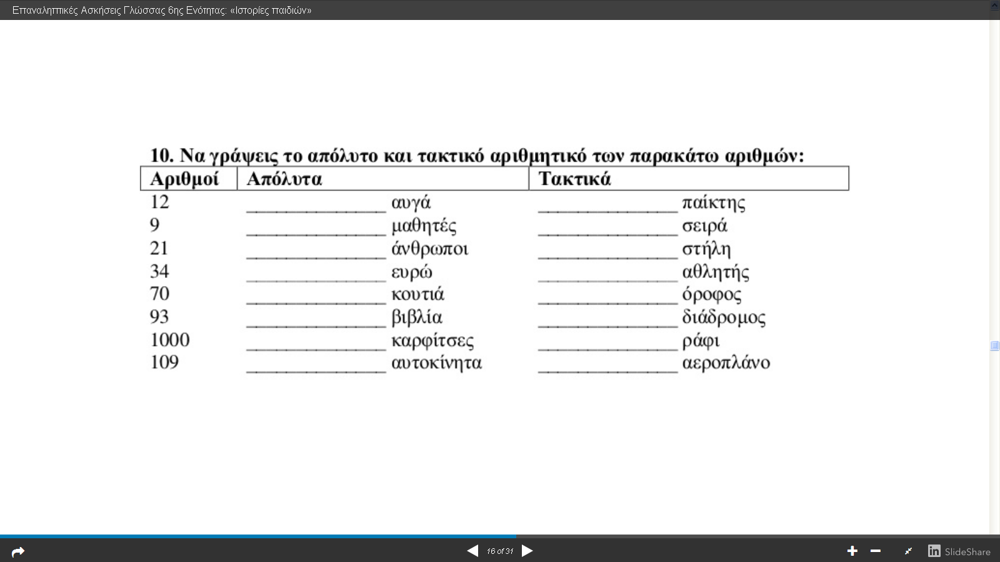 Επαναληπτικές Ασκήσεις Γλώσσας 6ης Ενότητας: «Ιστορίες παιδιών»
10. Να γράψεις το απόλυτο και τακτικό αριθμητικό των παρακάτω αριθμών:
Αριθμοί Απόλυτα Τακτικά
12 ______________ αυγά ______________ παίκτης
9 ______________ μαθητές ______________ σειρά
21 ______________ άνθρωποι ______________ στήλη
34 ______________ ευρώ ______________ αθλητής
70 ______________ κουτιά ______________ όροφος
93 ______________ βιβλία ______________ διάδρομος
1000 ______________ καρφίτσες ______________ ράφι
109 ______________ αυτοκίνητα ______________ αεροπλάνο
16 of 31
in SlideShare